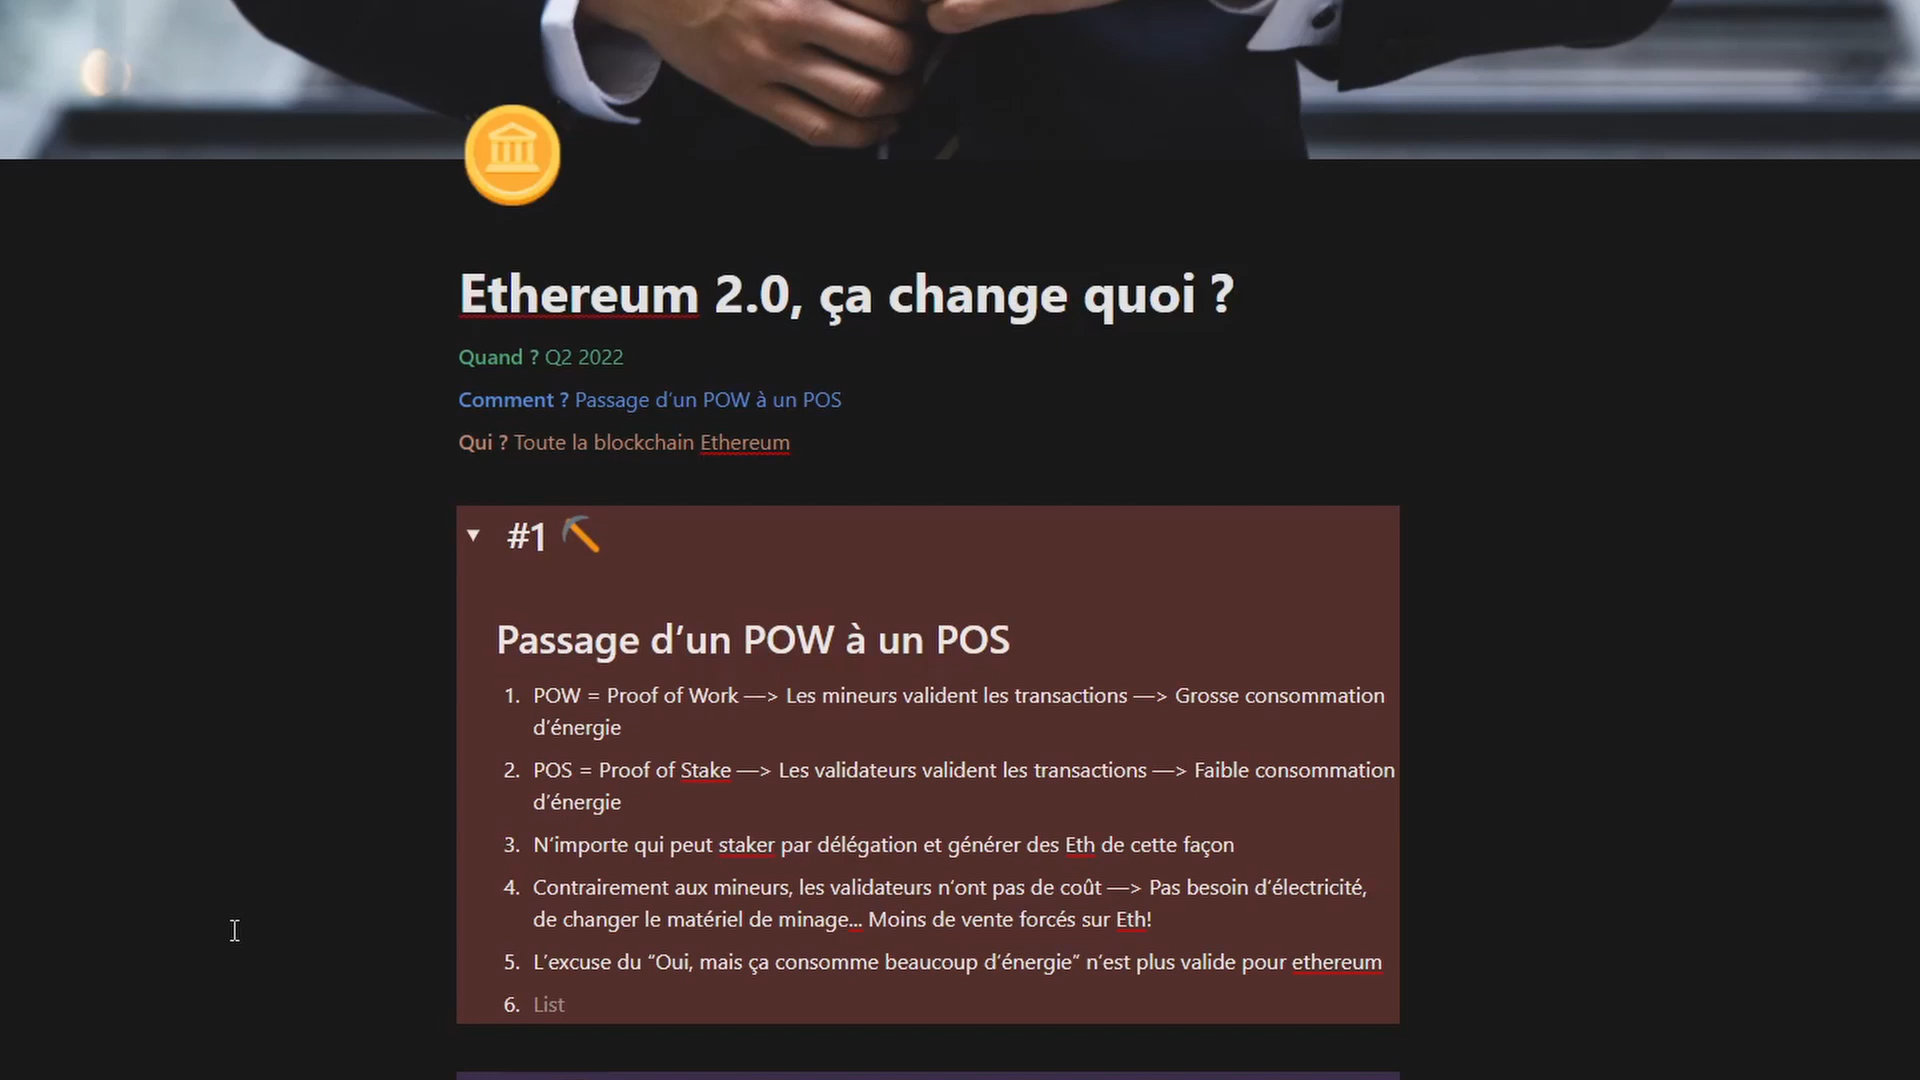 Ethereum 2.0, ça change quoi ?
Quand ? Q2 2022
Comment ? Passage d’un POW à un POS
Qui ? Toute la blockchain Ethereum
#1
Passage d’un POW à un POS
1. POW = Proof of Work —> Les mineurs valident les transactions —> Grosse consommation
d’énergie
2. POS = Proof of Stake —> Les validateurs valident les transactions —> Faible consommation
d’énergie
3. N’importe qui peut staker par délégation et générer des Eth de cette façon
4. Contrairement aux mineurs, les validateurs n’ont pas de coût —> Pas besoin d’électricité,
de changer le matériel de minage... Moins de vente forcés sur Eth!
5. L’excuse du “Oui, mais ça consomme beaucoup d’énergie” n’est plus valide pour ethereum
6. List